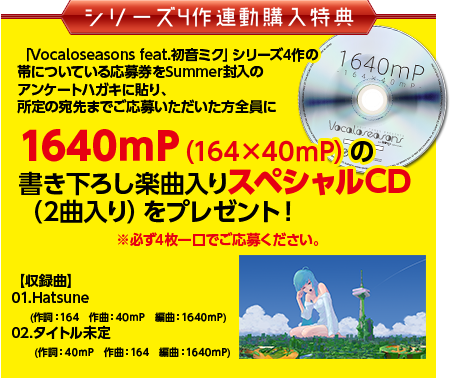 シリーズ4作連動購入特典
「Vocaloseasons feat.初音ミク」シリーズ4作の
帯についている応募券をSummer封入の
アンケートハガキに貼り、
所定の宛先までご応募いただいた方全員に
1640mP（164×40mP）の
書き下ろし楽曲入りスペシャルCD
（2曲入り）をプレゼント！
※必ず4枚一口でご応募ください。
1640mP
164×40mP
Vocaloseasons
【収録曲】
01.Hatsune
(作詞：164　作曲：40mP　編曲：1640mP)
02.タイトル未定
(作詞：40mP　作曲：164　編曲：1640mP)